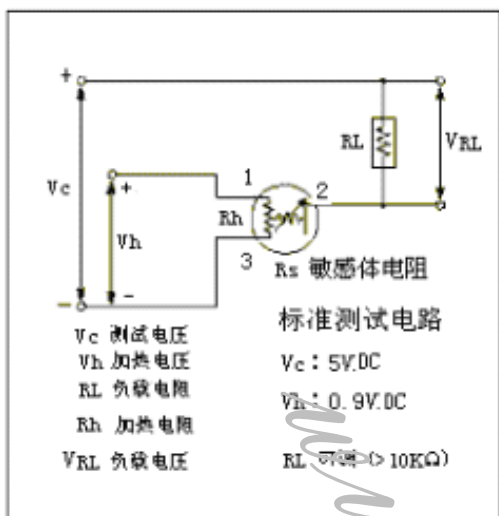 +
1
2
RL
VRL
Vc
+
Rh
Vh
3
Rs 敏感体电阻
-
-
标准测试电路
Vc 测试电压
Vh 加热电压
Vc: 5V.DC
RL 负载电阻
Vh: 0.9V.DC
Rh 加热电阻
VRL 负载电压
RL (>10KΩ)